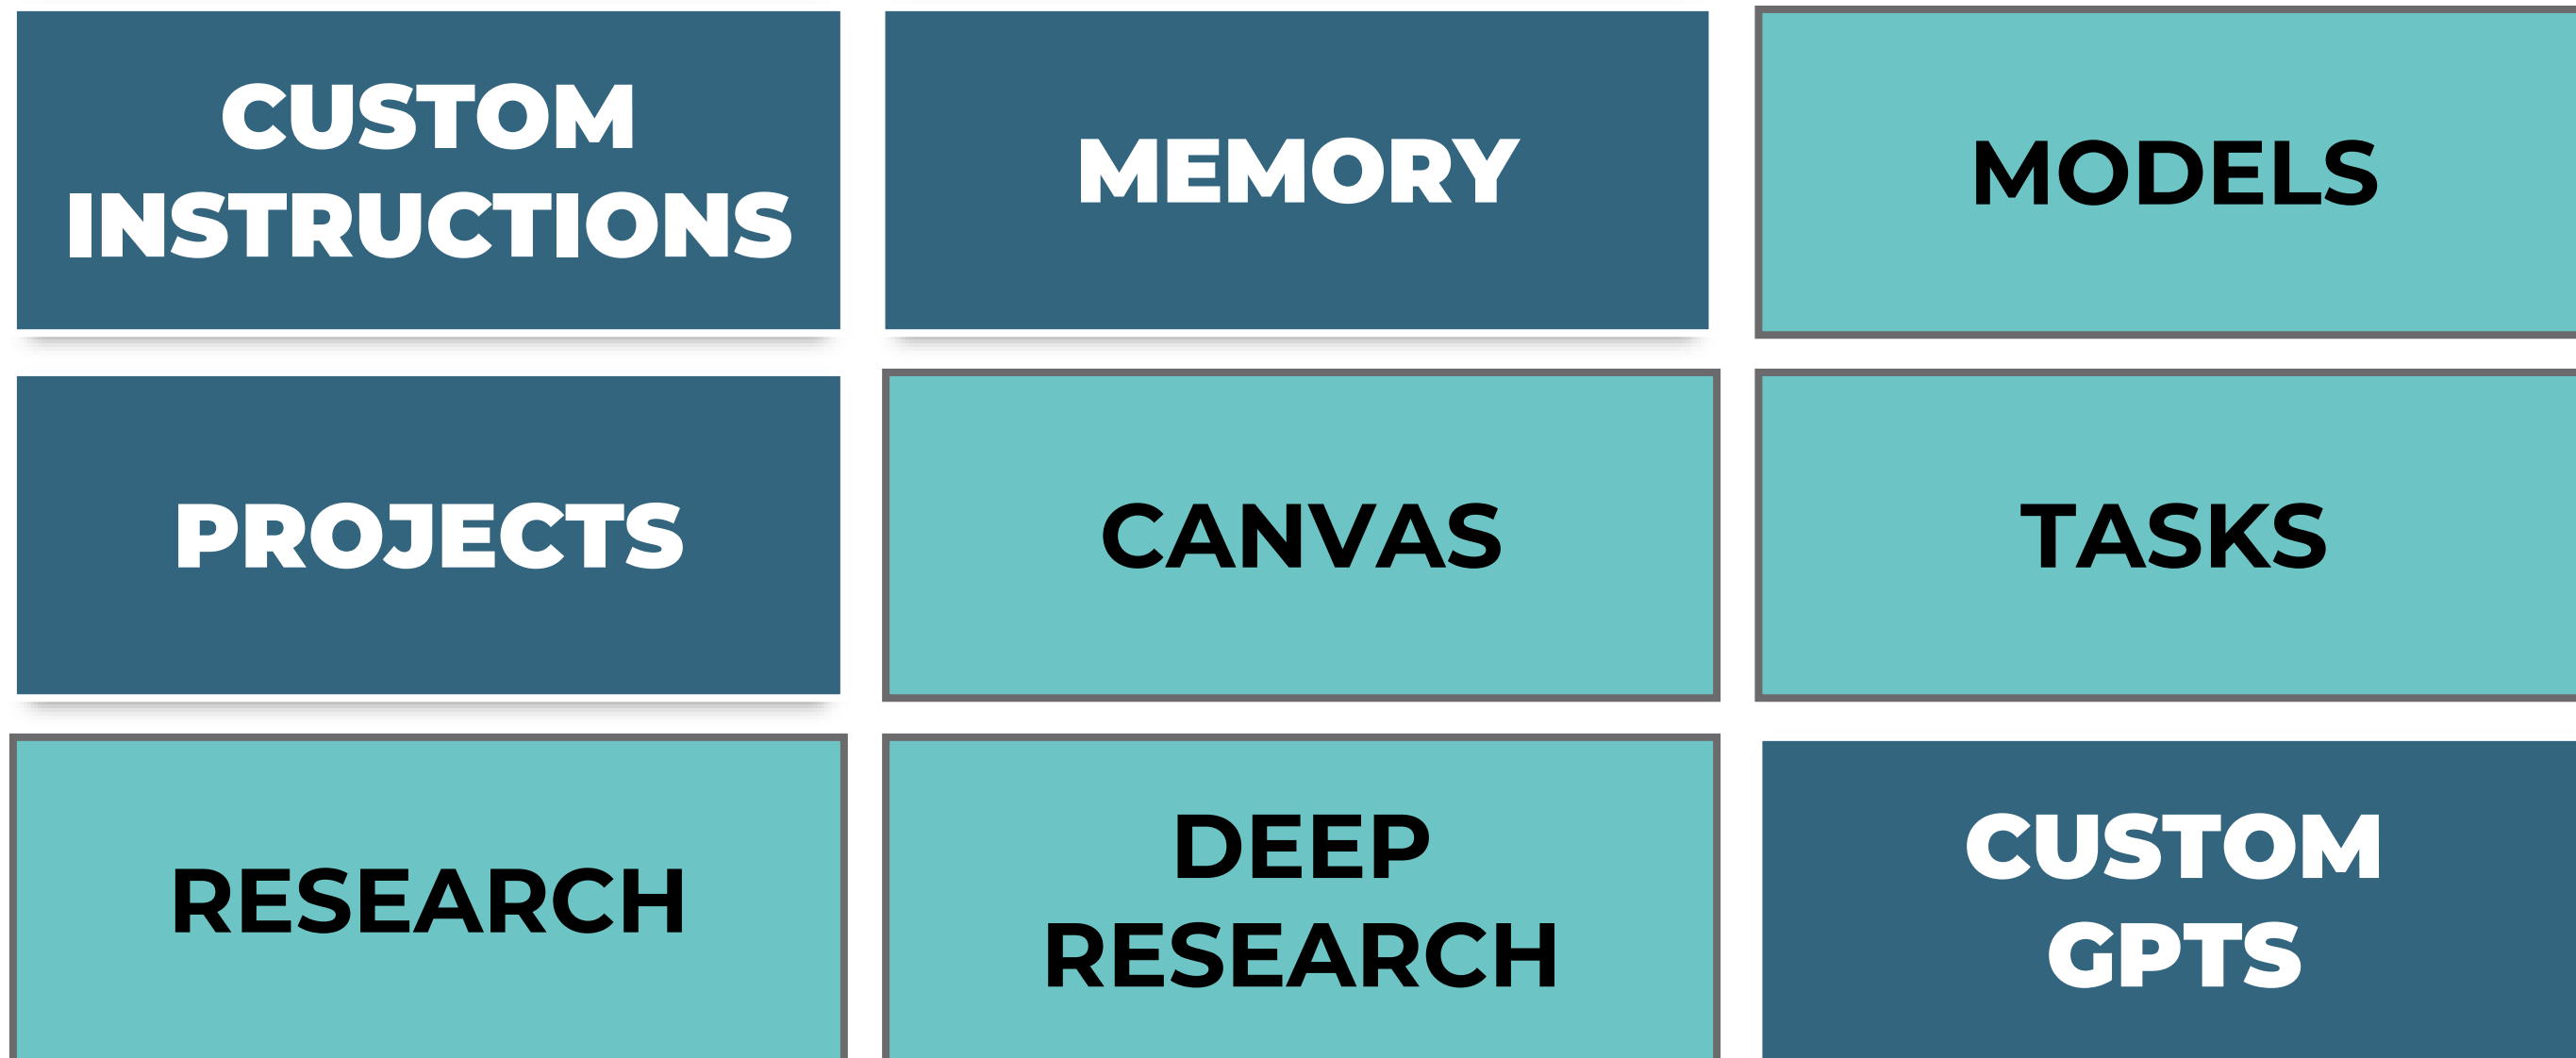 CUSTOM
INSTRUCTIONS
MEMORY
MODELS
PROJECTS
CANVAS
TASKS
RESEARCH
DEEP
RESEARCH
CUSTOM
GPTS